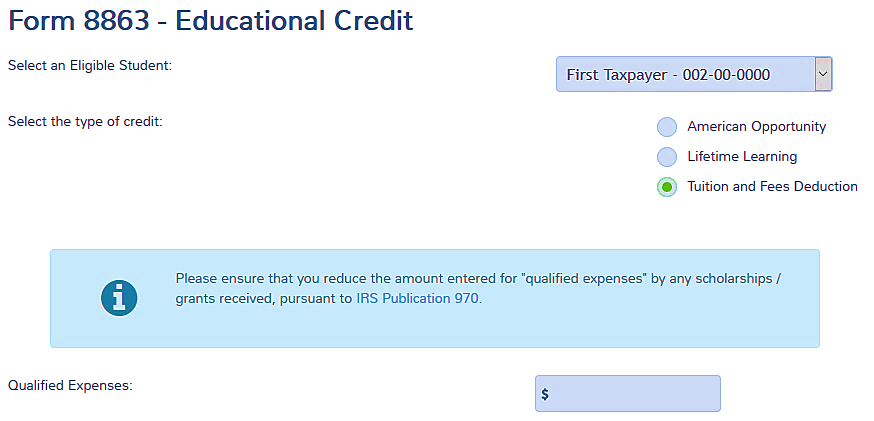 Form 8863 - Educational Credit
Select an Eligible Student:
First Taxpayer - 002-00-0000
Select the type of credit:
American Opportunity
Lifetime Learning
Tuition and Fees Deduction
Please ensure that you reduce the amount entered for "qualified expenses" by any scholarships /
grants received, pursuant to IRS Publication 970.
Qualified Expenses:
$